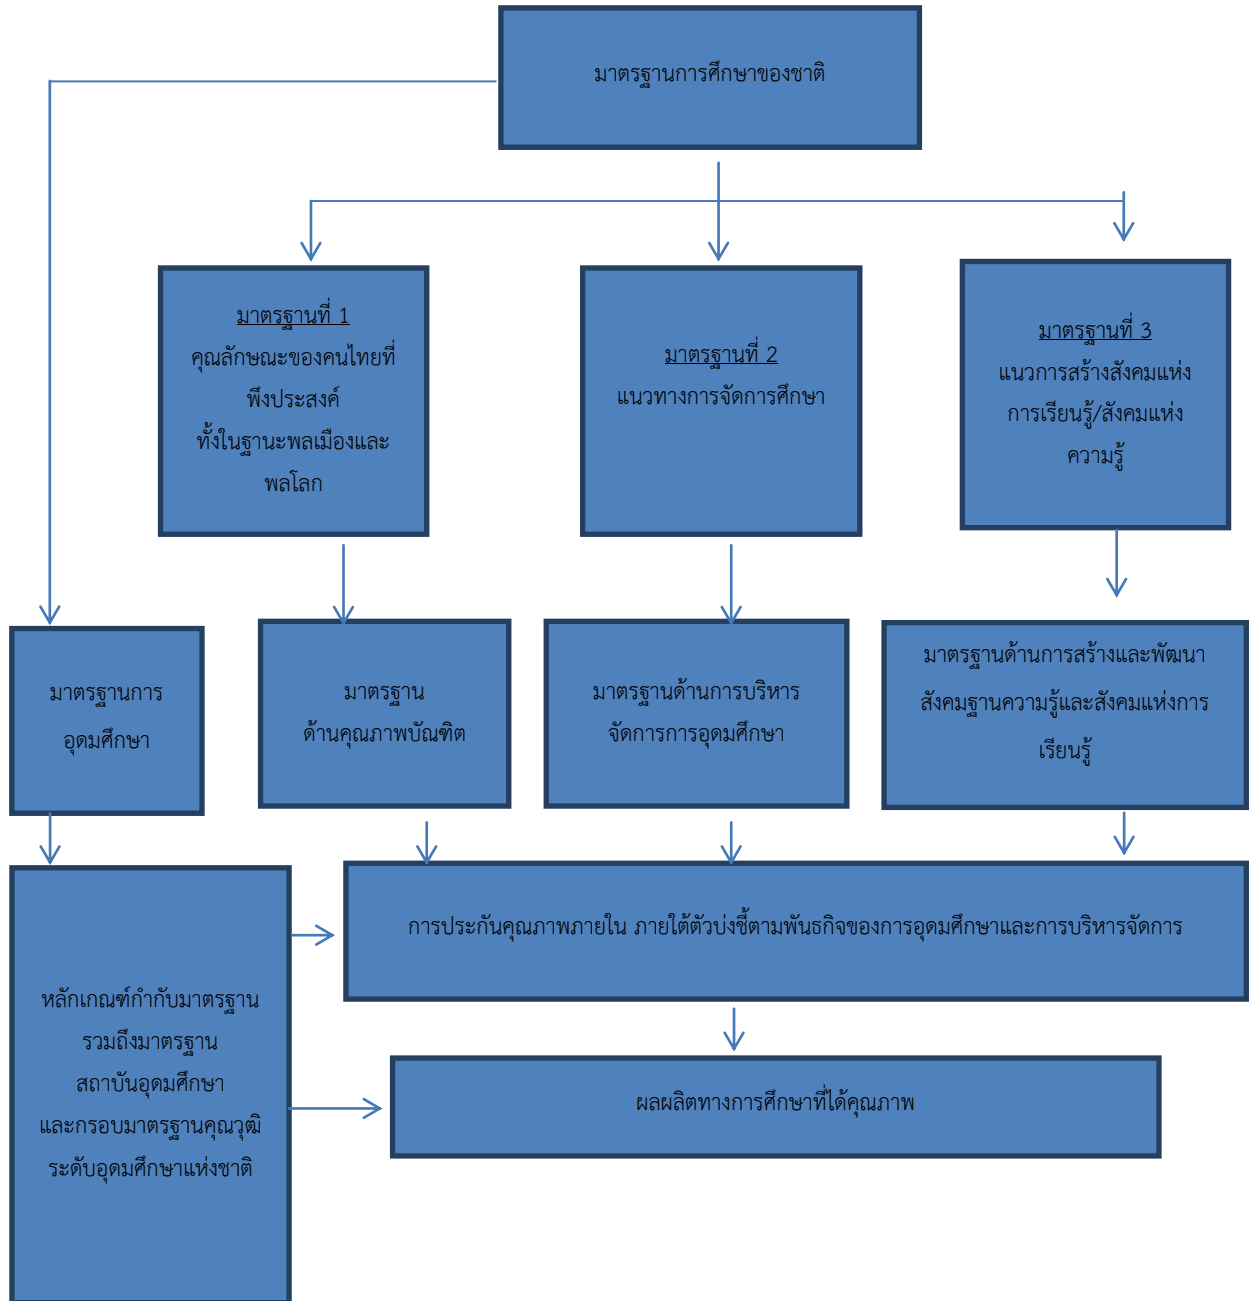 มาตรฐานการศึกษาของชาติ
มาตรฐานที่ 1
คุณลักษณะของคนไทยที่
พึงประสงค์
ทั้งในฐานะพลเมืองและ
พลโลก
มาตรฐานที่ 2
แนวทางการจัดการศึกษา
มาตรฐานที่ 3
แนวการสร้างสังคมแห่ง
การเรียนรู้/สังคมแห่ง
ความรู้
มาตรฐานการ
อุดมศึกษา
มาตรฐาน
ด้านคุณภาพบัณฑิต
มาตรฐานด้านการบริหาร
จัดการการอุดมศึกษา
มาตรฐานด้านการสร้างและพัฒนา
สังคมฐานความรู้และสังคมแห่งการ
เรียนรู้
หลักเกณฑ์กำกับมาตรฐาน
รวมถึงมาตรฐาน
สถาบันอุดมศึกษา
และกรอบมาตรฐานคุณวุฒิ
ระดับอุดมศึกษาแห่งชาติ
การประกันคุณภาพภายใน ภายใต้ตัวบ่งชี้ตามพันธกิจของการอุดมศึกษาและการบริหารจัดการ
ผลผลิตทางการศึกษาที่ได้คุณภาพ